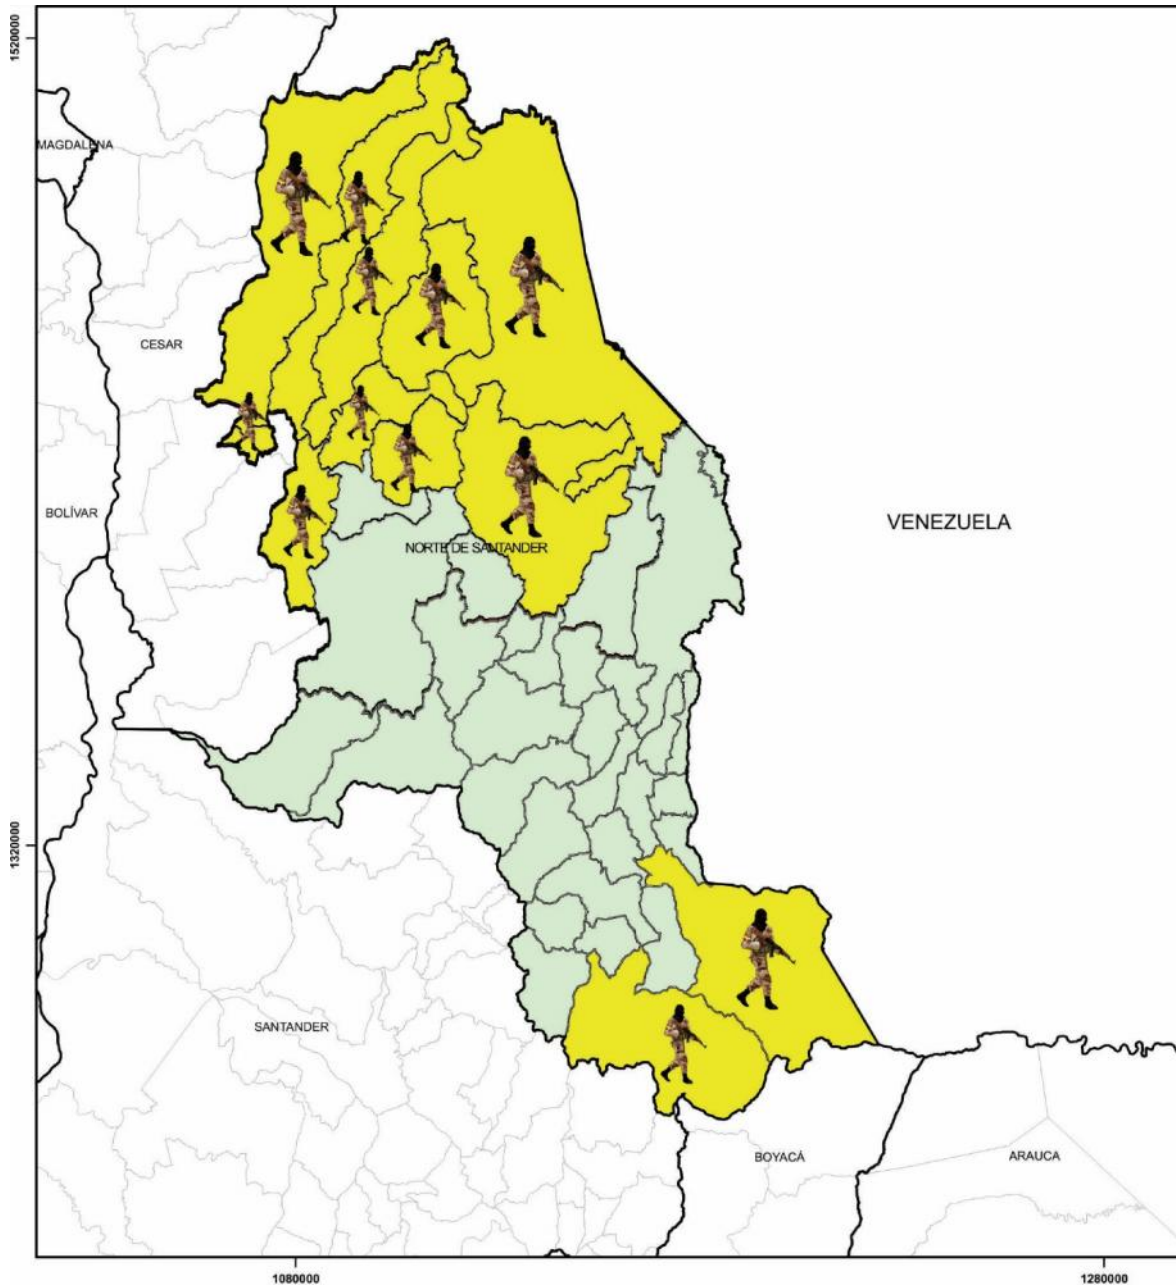 1520000
MAGDALENA
CESAR
BOLÍVAR
VENEZUELA
NORTE DE SANTANDER
1320000
SANTANDER
BOYACÁ
ARAUCA
1080000
1280000